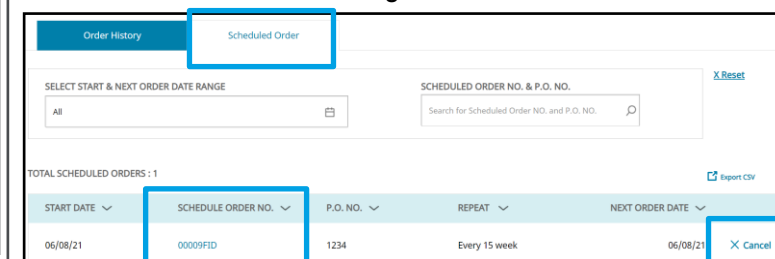 Order History Scheduled Order
X Reset
SELECT START & NEXT ORDER DATE RANGE SCHEDULED ORDER NO. & P.O. NO.
All Search for Scheduled Order NO. and P.O. NO.
TOTAL SCHEDULED ORDERS : 1 Export CSV
START DATE SCHEDULE ORDER NO. P.O. NO. REPEAT NEXT ORDER DATE
06/08/21 00009FID 1234 Every 15 week 06/08/21 X Cancel